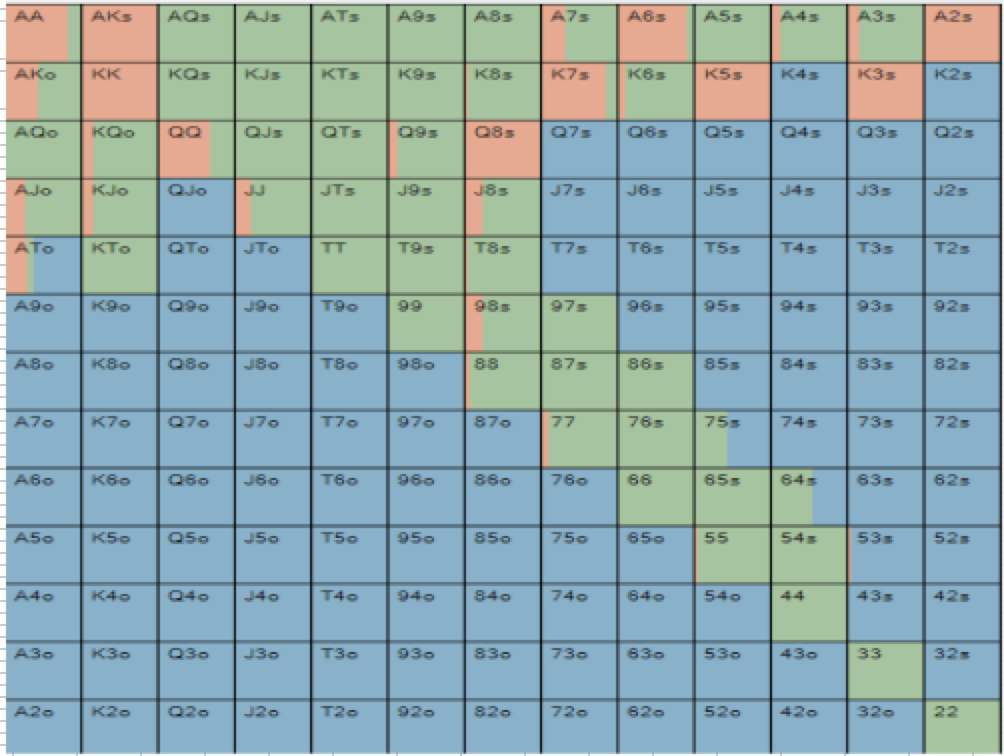 AA AKs AQs AJs ATs A9s A8s A7s A6s A5s A4s A3s A2s
AKo KK KQs KJs KTs K9s K8s K7s K6s K5s K4s K3s K2s
AQo KQo QQ QJs QTs Q9s Q8s Q7s Q6s Q5s Q4s Q3s Q2s
AJo KJo QJo JJ JTs J9s J8s J7s J6s J5s J4s J3s J2s
ATo KTo QTo JTo TT T9s T8s T7s T6s T5s T4s T3s T2s
A9o K9o Q9o J9o T9o 99 98s 97s 96s 95s 94s 93s 92s
A8o K8o Q8o J8o T8o 98o 88 87s 86s 85s 84s 83s 82s
A7o K7o Q7o J7o T7o 97o 87o 77 76s 75s 74s 73s 72s
A6o K6o Q6o J6o T6o 96o 86o 76o 66 65s 64s 63s 62s
A5o K5o Q5o J5o T5o 95o 85o 75o 65o 55 54s 53s 52s
A4o K4o Q4o J4o T4o 94o 84o 74o 64o 54o 44 43s 42s
A3o K3o Q3o J3o T3o 93o 83o 73o 63o 53o 43o 33 32s
A2o K2o Q2o J2o T2o 92o 82o 72o 62o 52o 42o 32o 22